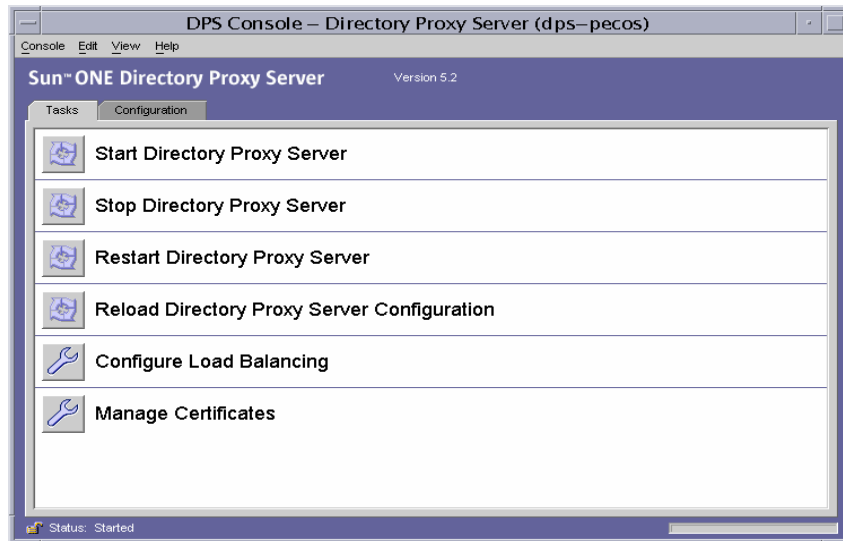 DPS Console – Directory Proxy Server (dps–pecos)
Console Edit View Help
Sun™ ONE Directory Proxy Server Version 5.2
Tasks Configuration
Start Directory Proxy Server
Stop Directory Proxy Server
Restart Directory Proxy Server
Reload Directory Proxy Server Configuration
Configure Load Balancing
Manage Certificates
Status: Started